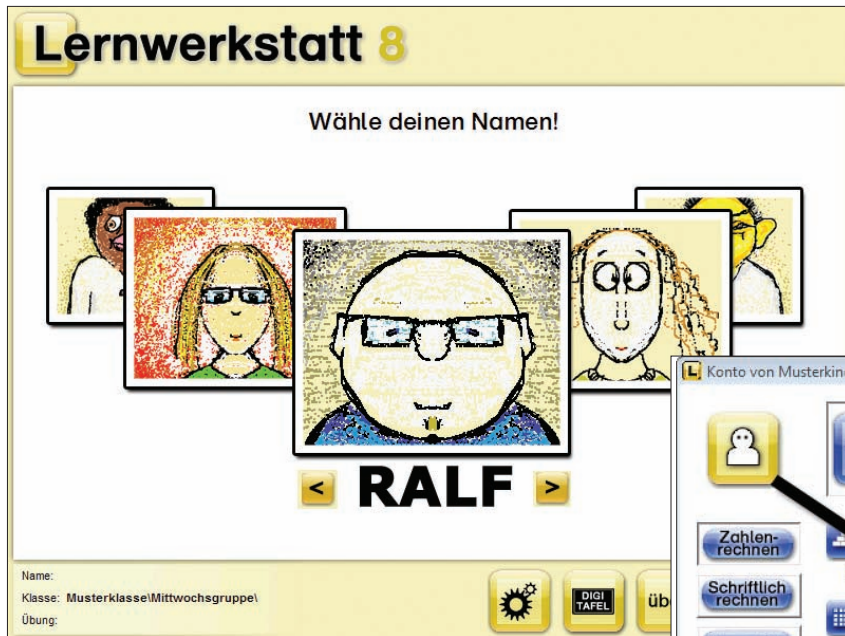 Lernwerkstatt 8
Wähle deinen Namen!
< RALF >
Konto von Musterkin
Zahlen-
rechnen
Schriftlich
rechnen
Name:
Klasse: Musterklasse\Mittwochsgruppe\
Übung:
DIGI
TAFEL
üb